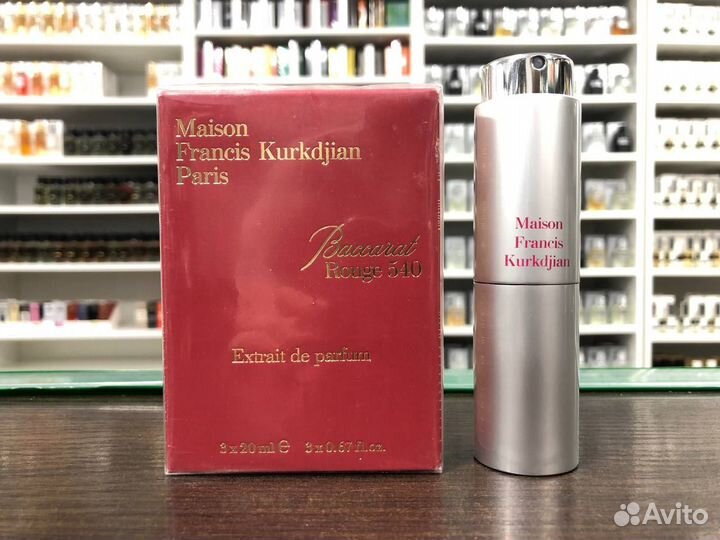 Maison
Francis Kurkdjian
Paris
Baccarat
Rouge 540
Extrait de parfum
3 x 20 ml ℮ 3 x 0.67 fl.oz.
Maison
Francis
Kurkdjian
Avito